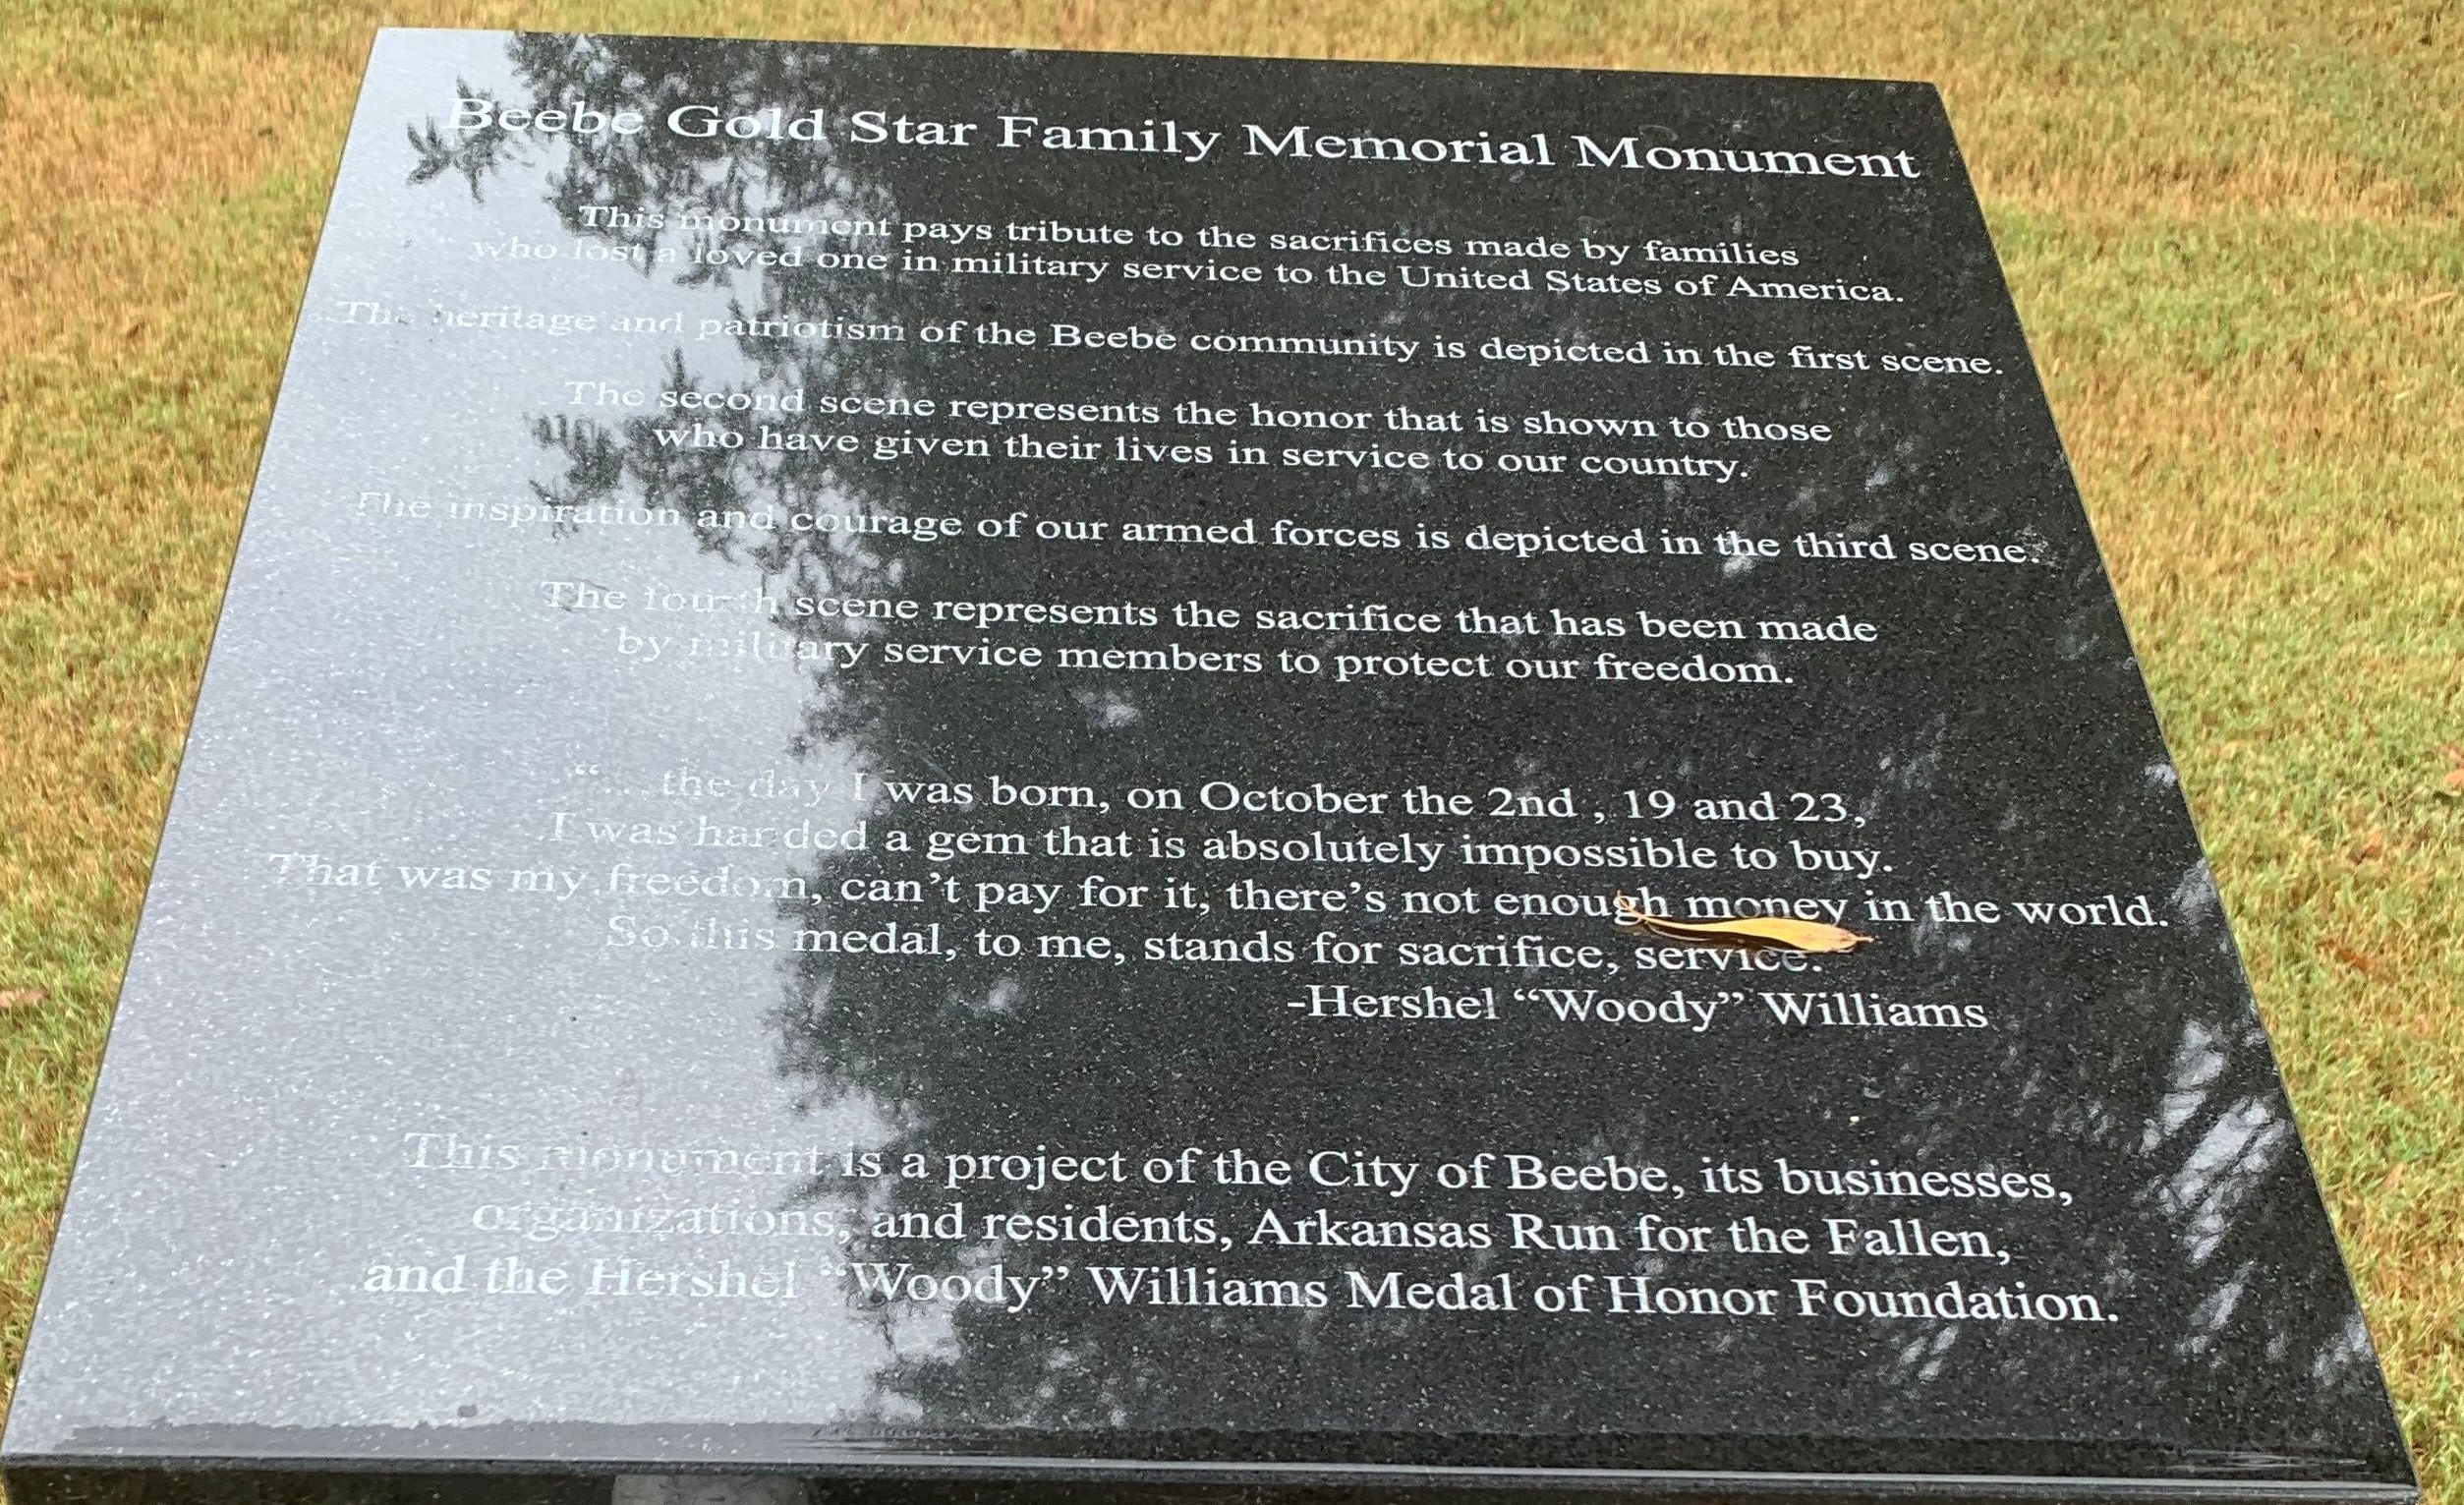 Beebe Gold Star Family Memorial Monument
This monument pays tribute to the sacrifices made by families
who lost a loved one in military service to the United States of America.
The heritage and patriotism of the Beebe community is depicted in the first scene.
The second scene represents the honor that is shown to those
who have given their lives in service to our country.
The inspiration and courage of our armed forces is depicted in the third scene.
The fourth scene represents the sacrifice that has been made
by military service members to protect our freedom.
“... the day I was born, on October the 2nd , 19 and 23,
I was handed a gem that is absolutely impossible to buy.
That was my freedom, can’t pay for it, there’s not enough money in the world.
So this medal, to me, stands for sacrifice, service.
-Hershel “Woody” Williams
This monument is a project of the City of Beebe, its businesses,
organizations, and residents, Arkansas Run for the Fallen,
and the Hershel “Woody” Williams Medal of Honor Foundation.